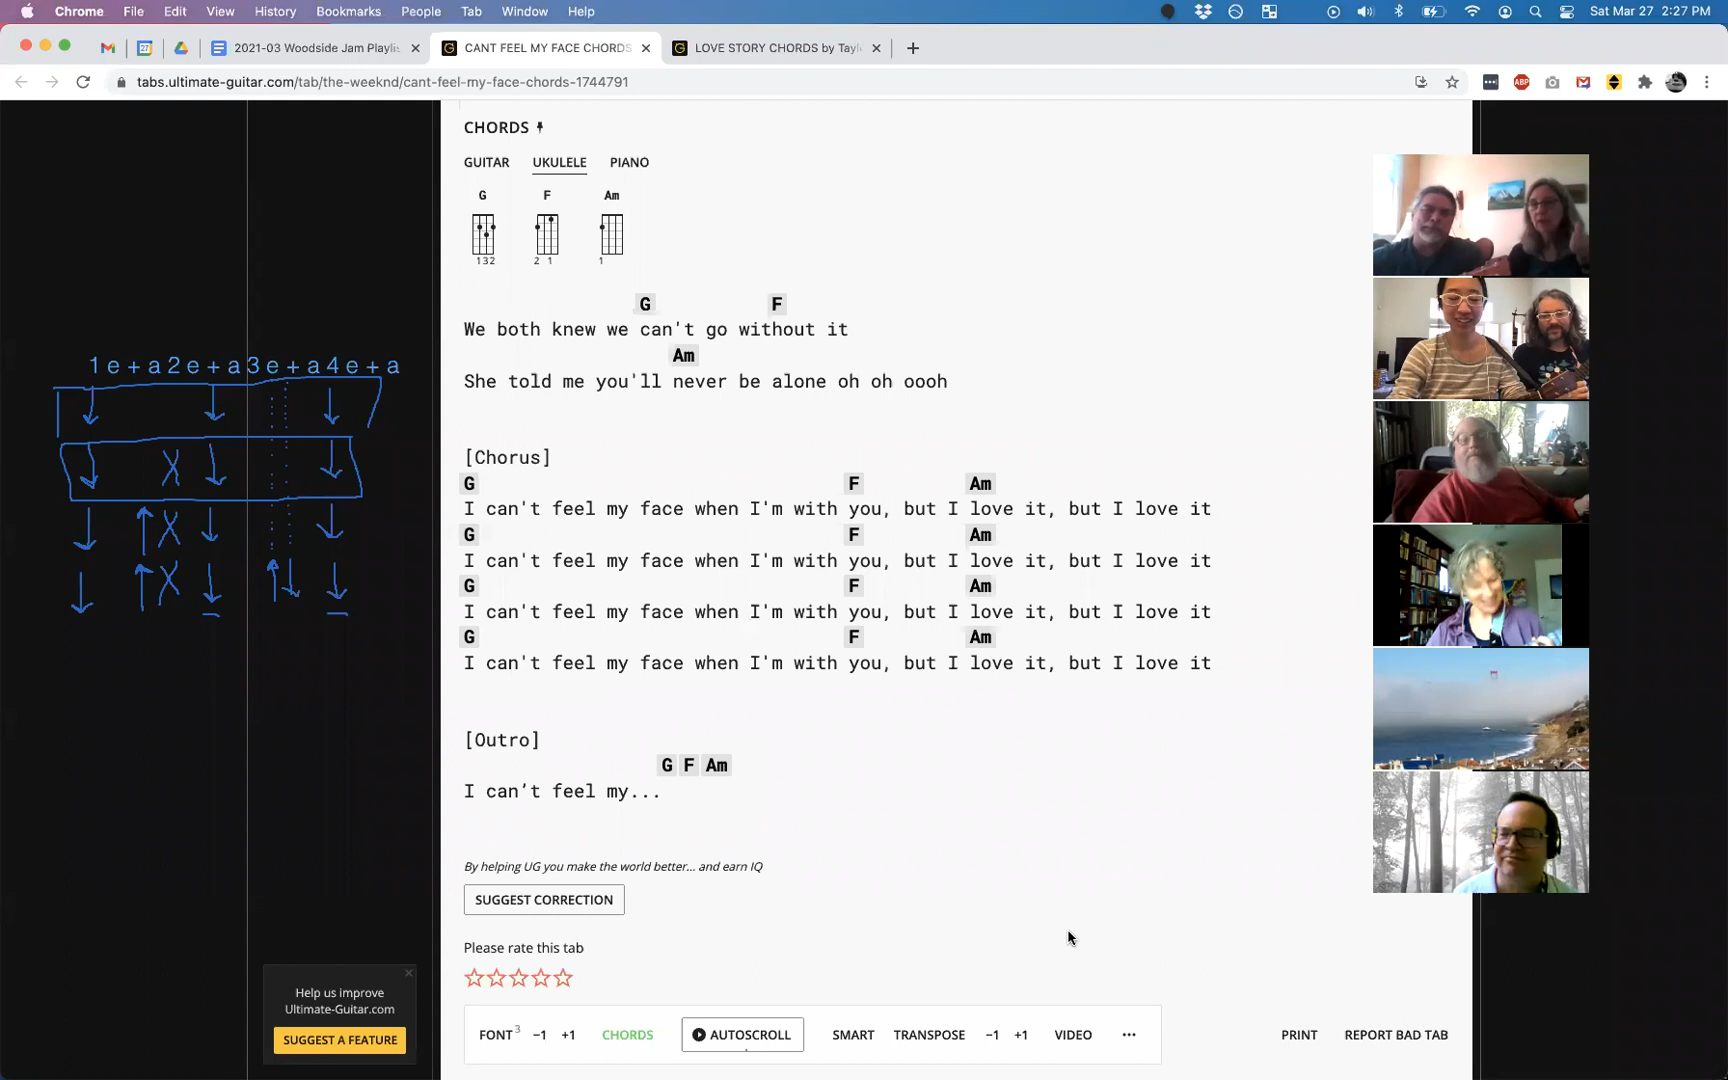 Chrome File Edit View History Bookmarks People Tab Window Help Sat Mar 27 2:27 PM
27 2021-03 Woodside Jam Playlis CANT FEEL MY FACE CHORDS LOVE STORY CHORDS by Tayl
tabs.ultimate-guitar.com/tab/the-weeknd/cant-feel-my-face-chords-1744791 ABP
CHORDS
GUITAR UKULELE PIANO
G F Am
132 2 1 1
G F
We both knew we can't go without it
Am
She told me you'll never be alone oh oh oooh
1 e + a 2 e + a 3 e + a 4 e + a
X
X
X
[Chorus]
G F Am
I can't feel my face when I'm with you, but I love it, but I love it
G F Am
I can't feel my face when I'm with you, but I love it, but I love it
G F Am
I can't feel my face when I'm with you, but I love it, but I love it
G F Am
I can't feel my face when I'm with you, but I love it, but I love it
[Outro]
G F Am
I can’t feel my...
By helping UG you make the world better... and earn IQ
SUGGEST CORRECTION
Please rate this tab
Help us improve
Ultimate-Guitar.com
SUGGEST A FEATURE
FONT 3 −1 +1 CHORDS AUTOSCROLL SMART TRANSPOSE −1 +1 VIDEO ... PRINT REPORT BAD TAB